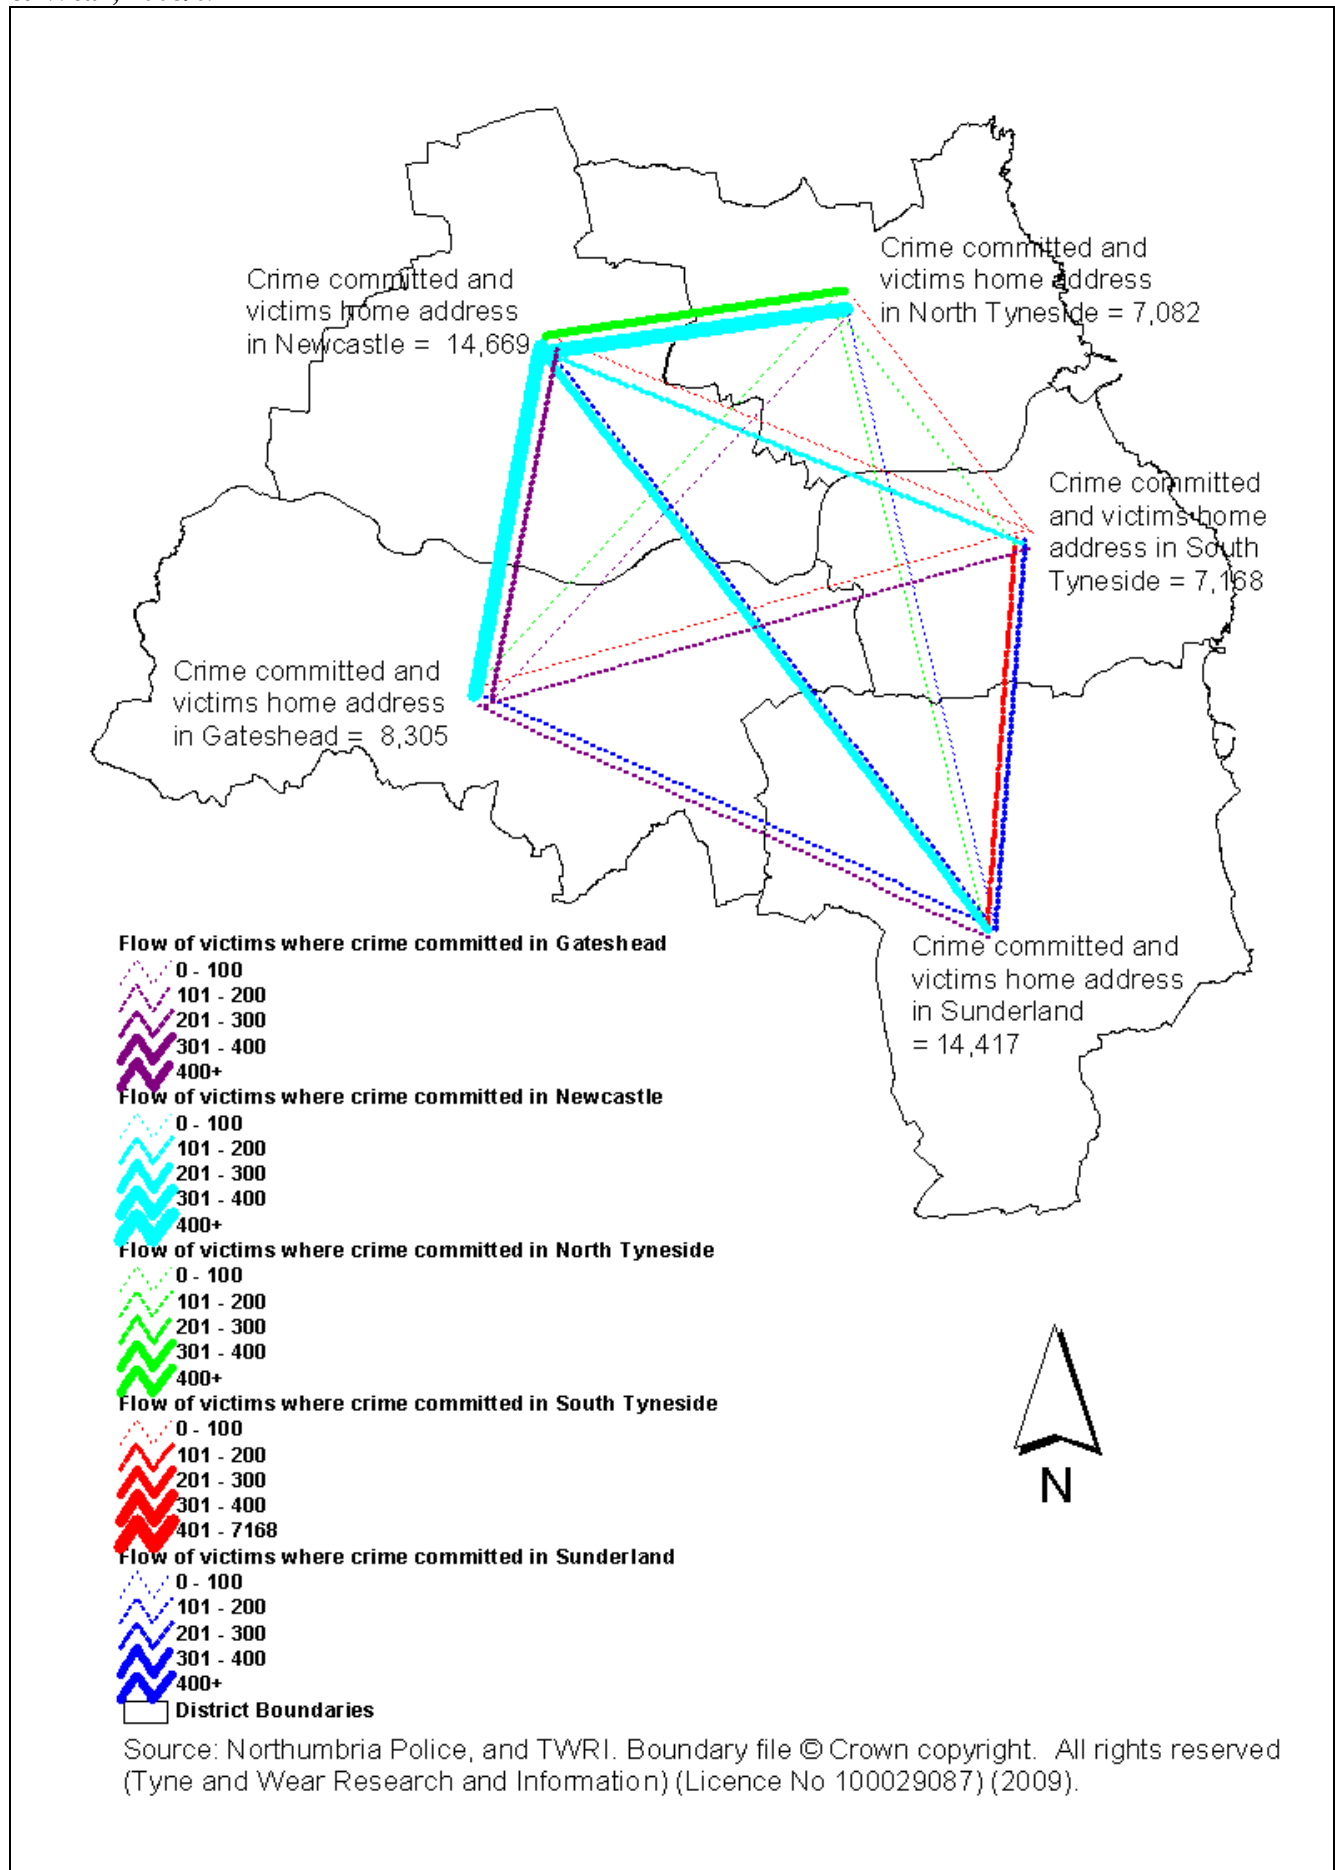 Crime committed and
victims home address
in North Tyneside = 7,082
Crime committed and
victims home address
in Newcastle = 14,669
Crime committed
and victims home
address in South
Tyneside = 7,168
Crime committed and
victims home address
in Gateshead = 8,305
Crime committed and
victims home address
in Sunderland
= 14,417
Flow of victims where crime committed in Gateshead
0 - 100
101 - 200
201 - 300
301 - 400
400+
Flow of victims where crime committed in Newcastle
0 - 100
101 - 200
201 - 300
301 - 400
400+
Flow of victims where crime committed in North Tyneside
0 - 100
101 - 200
201 - 300
301 - 400
400+
Flow of victims where crime committed in South Tyneside
0 - 100
101 - 200
201 - 300
301 - 400
401 - 7168
Flow of victims where crime committed in Sunderland
0 - 100
101 - 200
201 - 300
301 - 400
400+
District Boundaries
N
Source: Northumbria Police, and TWRI. Boundary file © Crown copyright. All rights reserved
(Tyne and Wear Research and Information) (Licence No 100029087) (2009).